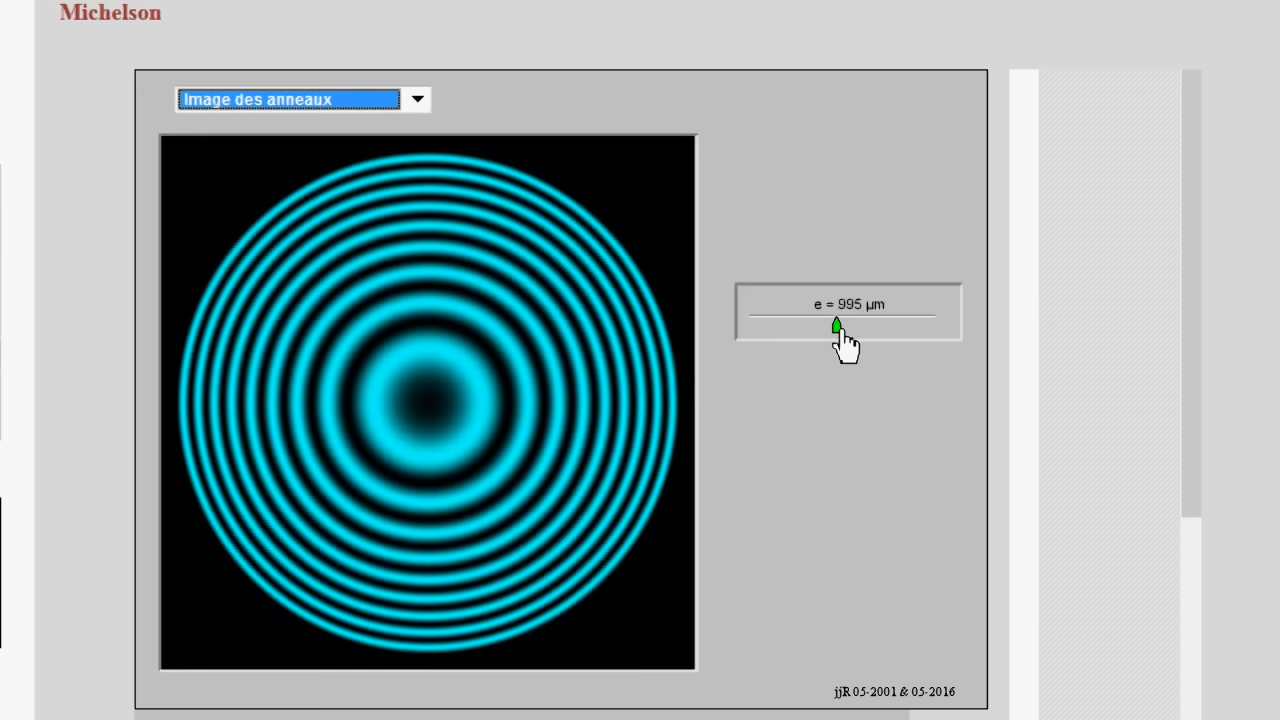 Michelson
Image des anneaux
e = 995 µm
jjR 05-2001 & 05-2016